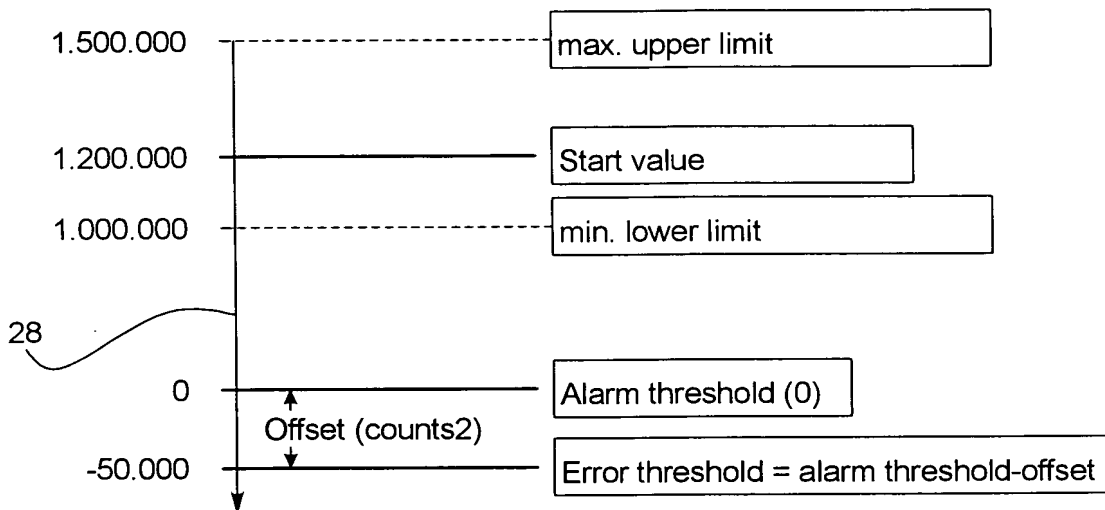 1.500.000 max. upper limit
1.200.000 Start value
1.000.000 min. lower limit
28
0 Alarm threshold (0)
Offset (counts2)
-50.000 Error threshold = alarm threshold-offset